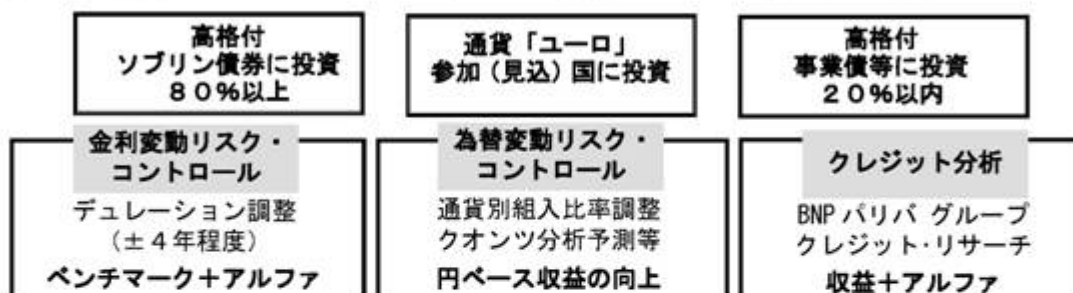 高格付
ソブリン債券に投資
８０％以上
通貨「ユーロ」
参加（見込）国に投資
高格付
事業債等に投資
２０％以内
金利変動リスク・
コントロール
デュレーション調整
（±４年程度）
ベンチマーク＋アルファ
為替変動リスク・
コントロール
通貨別組入比率調整
クオンツ分析予測等
円ベース収益の向上
クレジット分析
BNP パリバ グループ
クレジット・リサーチ
収益＋アルファ